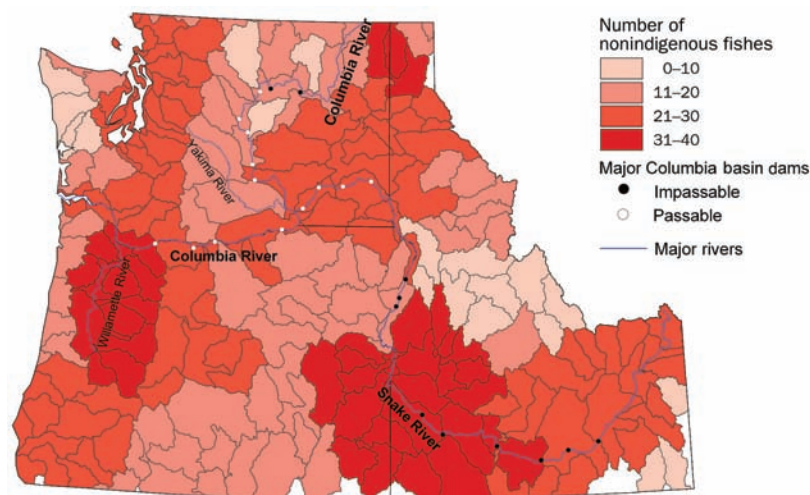 Number of
nonindigenous fishes
0–10
11–20
21–30
31–40
Major Columbia basin dams
Impassable
Passable
Major rivers
Columbia River
Yakima River
Columbia River
Willamette River
Snake River